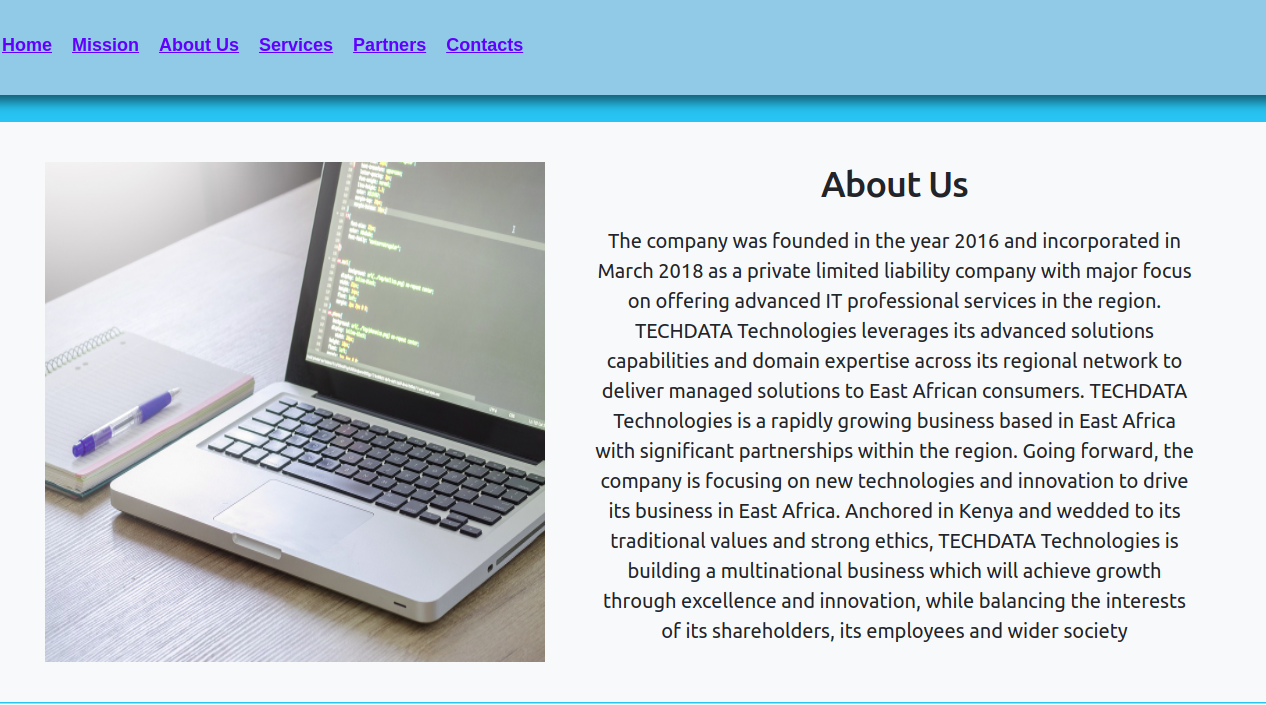 Home Mission About Us Services Partners Contacts
About Us
The company was founded in the year 2016 and incorporated in
March 2018 as a private limited liability company with major focus
on offering advanced IT professional services in the region.
TECHDATA Technologies leverages its advanced solutions
capabilities and domain expertise across its regional network to
deliver managed solutions to East African consumers. TECHDATA
Technologies is a rapidly growing business based in East Africa
with significant partnerships within the region. Going forward, the
company is focusing on new technologies and innovation to drive
its business in East Africa. Anchored in Kenya and wedded to its
traditional values and strong ethics, TECHDATA Technologies is
building a multinational business which will achieve growth
through excellence and innovation, while balancing the interests
of its shareholders, its employees and wider society